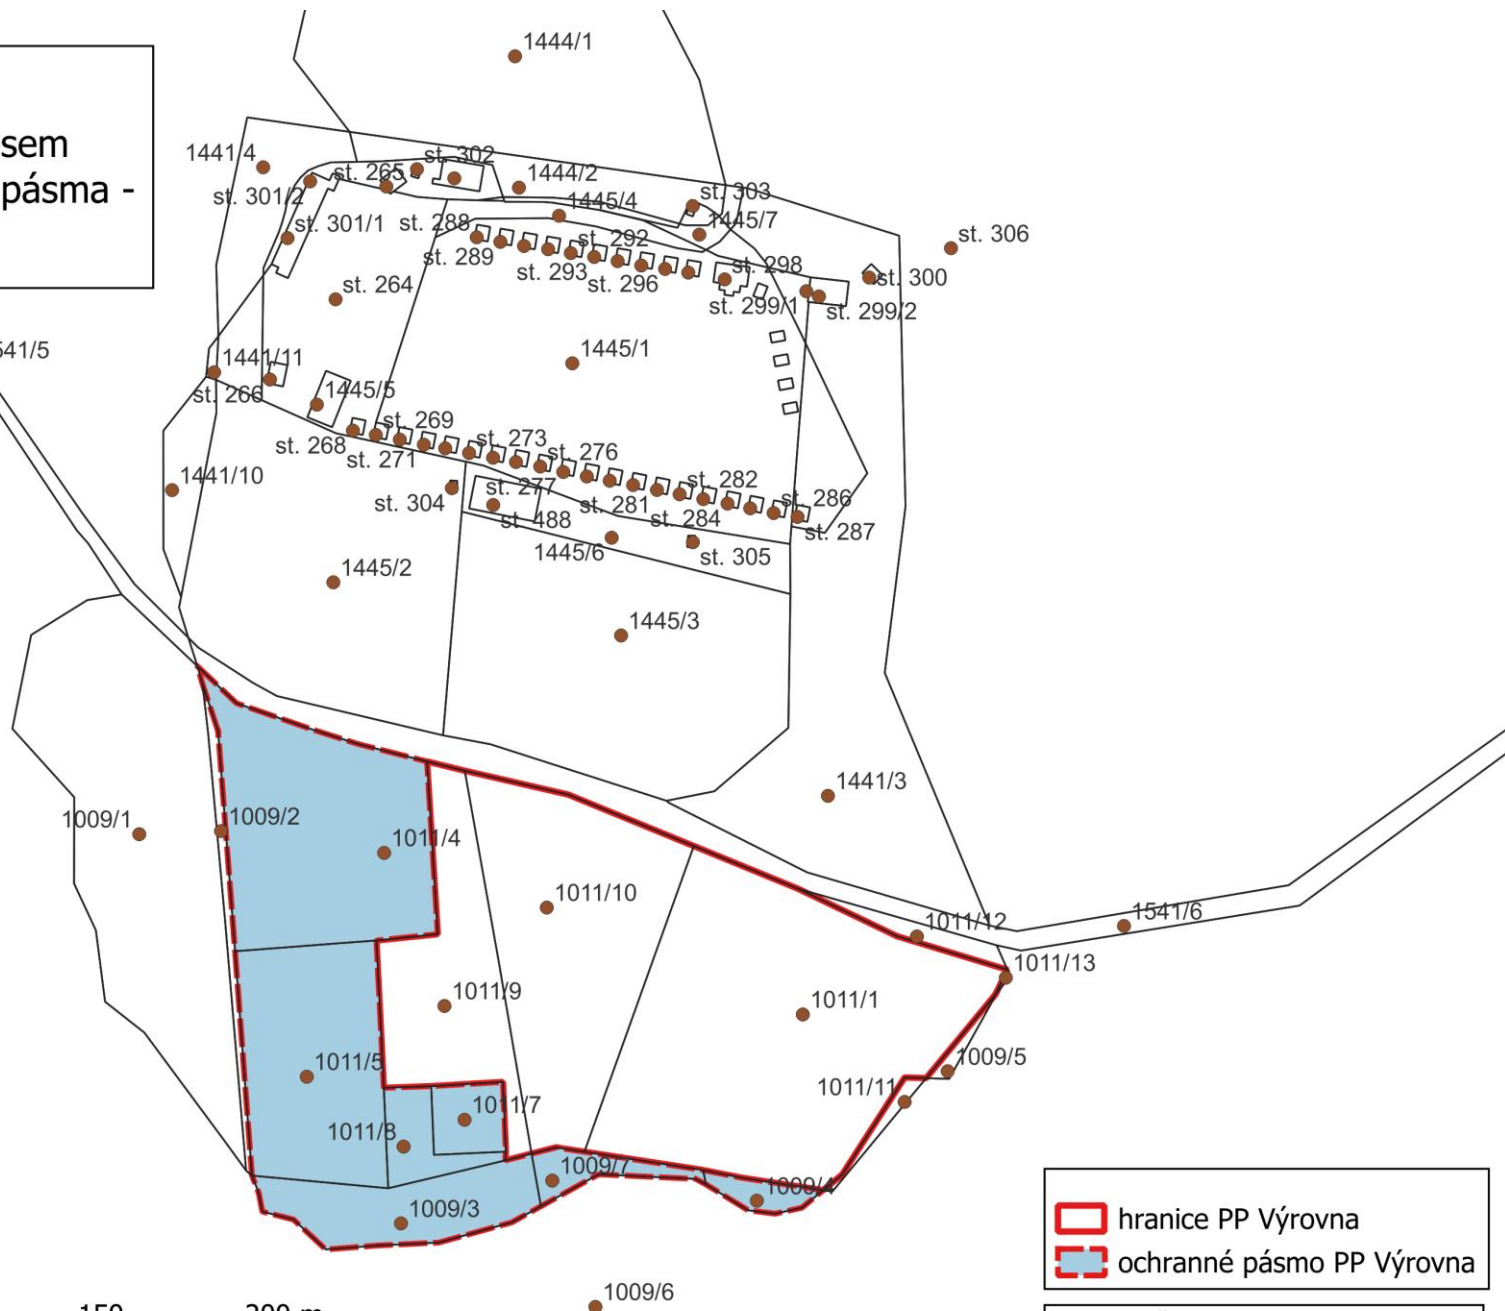 sem
pásma -
1444/1
1441/4
st. 302
st. 265
1444/2
st. 301/2
st. 303
1445/4
st. 301/1
st. 288
1445/7
st. 306
st. 292
st. 289
st. 293
st. 298
st. 296
st. 300
st. 264
st. 299/1
st. 299/2
541/5
1441/11
1445/1
st. 266
1445/5
st. 269
st. 268
st. 273
st. 271
st. 276
1441/10
st. 282
st. 277
st. 286
st. 304
st. 281
st. 488
st. 284
st. 287
1445/6
st. 305
1445/2
1445/3
1441/3
1009/1
1009/2
1011/4
1011/10
1011/12
1541/6
1011/13
1011/9
1011/1
1011/5
1009/5
1011/11
1011/7
1011/8
1009/7
1009/4
1009/3
hranice PP Výrovna
ochranné pásmo PP Výrovna
1009/6
150
200 m